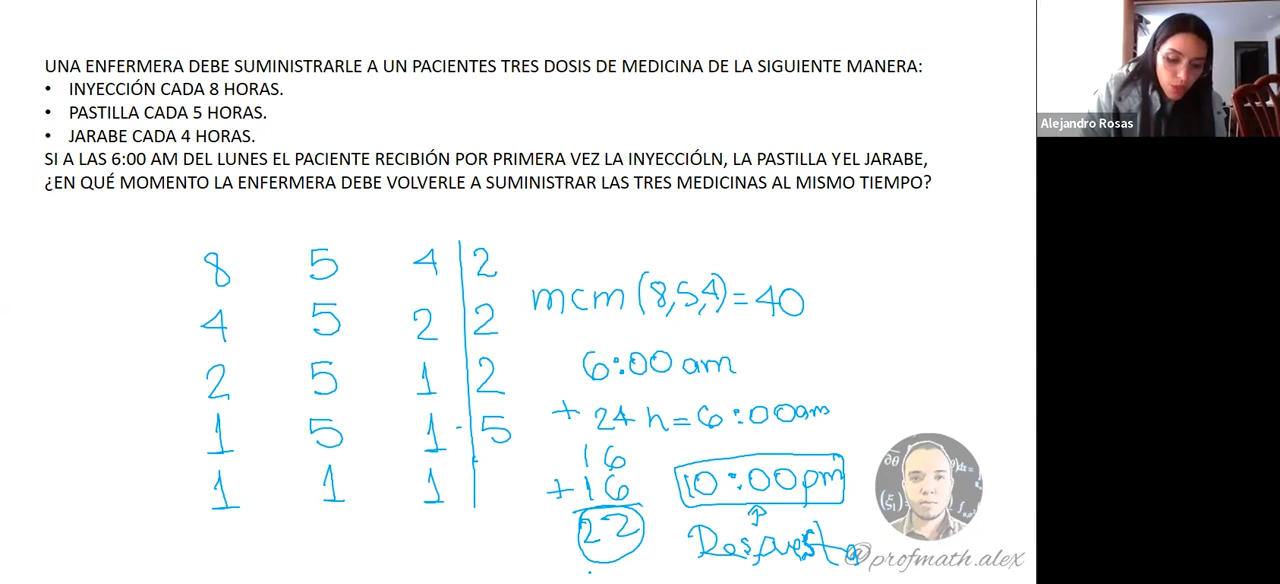 UNA ENFERMERA DEBE SUMINISTRARLE A UN PACIENTES TRES DOSIS DE MEDICINA DE LA SIGUIENTE MANERA:
• INYECCIÓN CADA 8 HORAS.
• PASTILLA CADA 5 HORAS.
• JARABE CADA 4 HORAS.
SI A LAS 6:00 AM DEL LUNES EL PACIENTE RECIBIÓN POR PRIMERA VEZ LA INYECCIÓLN, LA PASTILLA YEL JARABE,
¿EN QUÉ MOMENTO LA ENFERMERA DEBE VOLVERLE A SUMINISTRAR LAS TRES MEDICINAS AL MISMO TIEMPO?
Alejandro Rosas
8 5 4 | 2
4 5 2 | 2
2 5 1 | 2
1 5 1 | 5
1 1 1 |
mcm (8,5,4) = 40
6:00 am
+ 24 h = 6:00am
16
+16
22
10:00pm
Respuesta
@profmath.alex